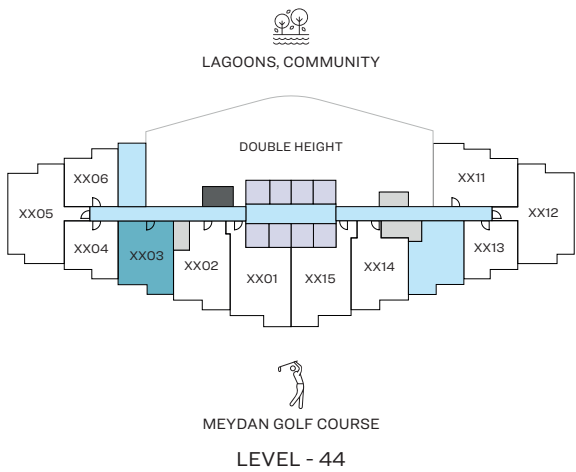 LAGOONS, COMMUNITY
DOUBLE HEIGHT
XX06
XX11
XX05
XX12
XX04
XX03
XX02
XX01
XX15
XX14
XX13
MEYDAN GOLF COURSE
LEVEL - 44